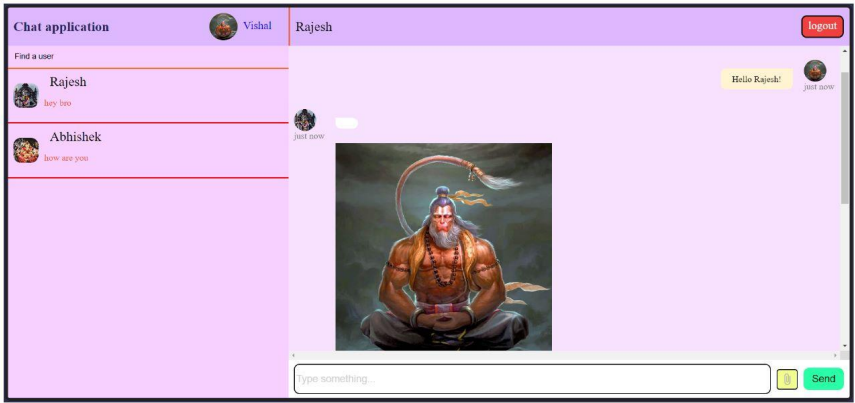 Chat application
Vishal
Find a user
Rajesh
hey bro
Abhishek
how are you
Rajesh
logout
Hello Rajesh!
just now
just now
Type something...
Send